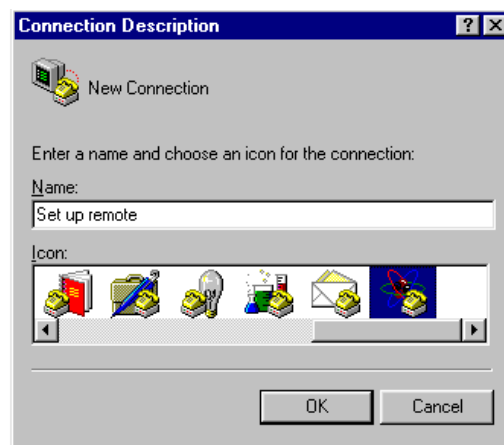 Connection Description
New Connection
Enter a name and choose an icon for the connection:
Name:
Set up remote
Icon:
OK
Cancel